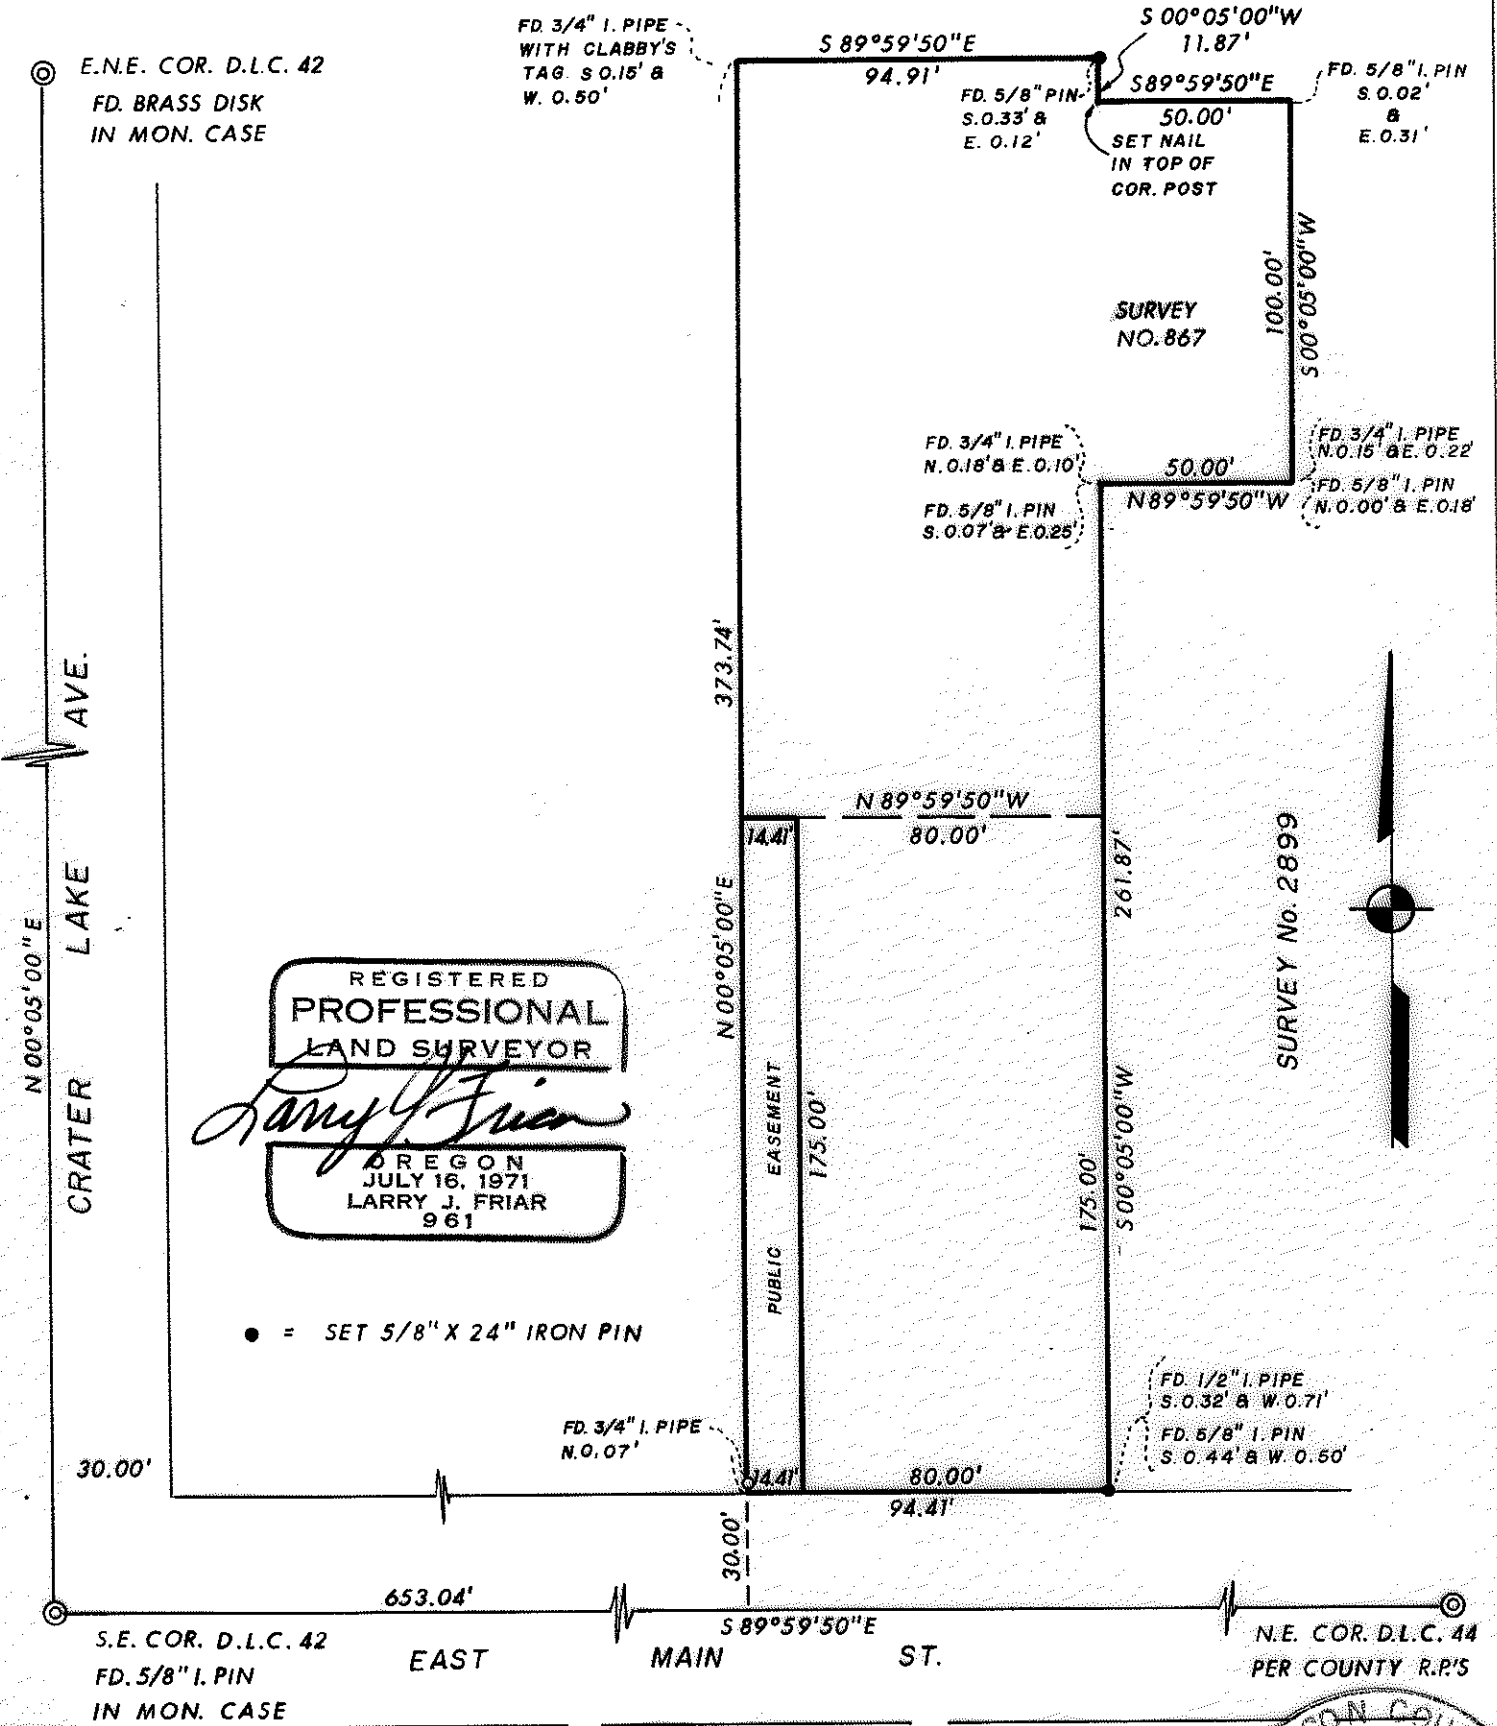 FD. 3/4" I. PIPE
WITH CLABBY'S
TAG. S 0.15' &
W. 0.50'
S 89°59'50"E
94.91'
S 00°05'00"W
11.87'
E.N.E. COR. D.L.C. 42
FD. BRASS DISK
IN MON. CASE
FD. 5/8" PIN
S.0.33' &
E. 0.12'
S89°59'50"E
50.00'
FD. 5/8" I. PIN
S. 0.02'
&
E. 0.31'
SET NAIL
IN TOP OF
COR. POST
100.00'
S 00°05'00"W
SURVEY
NO. 867
FD. 3/4" I. PIPE
N. 0.18' & E. 0.10'
FD. 5/8" I. PIN
S. 0.07' & E. 0.25'
50.00'
N89°59'50"W
FD. 3/4" I. PIPE
N.0.15' & E. 0.22'
FD. 5/8" I. PIN
N. 0.00' & E. 0.18'
373.74'
N 00°05'00"E
N 89°59'50"W
14.41'
80.00'
261.87'
SURVEY No. 2899
N 00°05'00"E
CRATER LAKE AVE.
REGISTERED
PROFESSIONAL
LAND SURVEYOR
Larry J. Friar
OREGON
JULY 16, 1971
LARRY J. FRIAR
961
PUBLIC EASEMENT
175.00'
175.00'
S 00°05'00"W
● = SET 5/8" X 24" IRON PIN
FD. 3/4" I. PIPE
N. 0.07'
FD. 1/2" I. PIPE
S. 0.32' & W. 0.71'
FD. 5/8" I. PIN
S. 0.44' & W. 0.50'
30.00'
14.41'
80.00'
94.41'
30.00'
653.04'
S 89°59'50"E
S.E. COR. D.L.C. 42
FD. 5/8" I. PIN
IN MON. CASE
EAST MAIN ST.
N.E. COR. D.L.C. 44
PER COUNTY R.P.'S